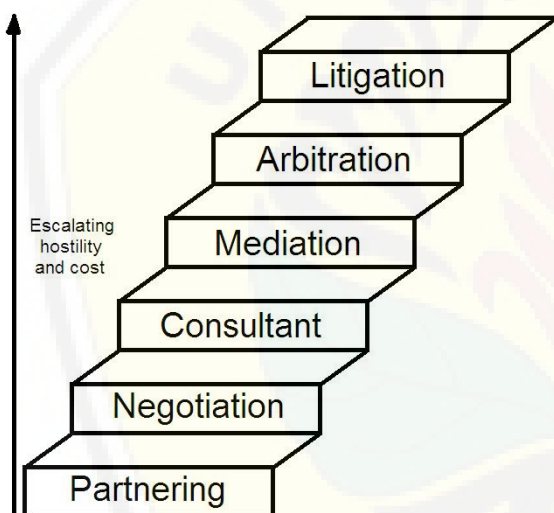 Litigation
Arbitration
Mediation
Escalating
hostility
and cost
Consultant
Negotiation
Partnering